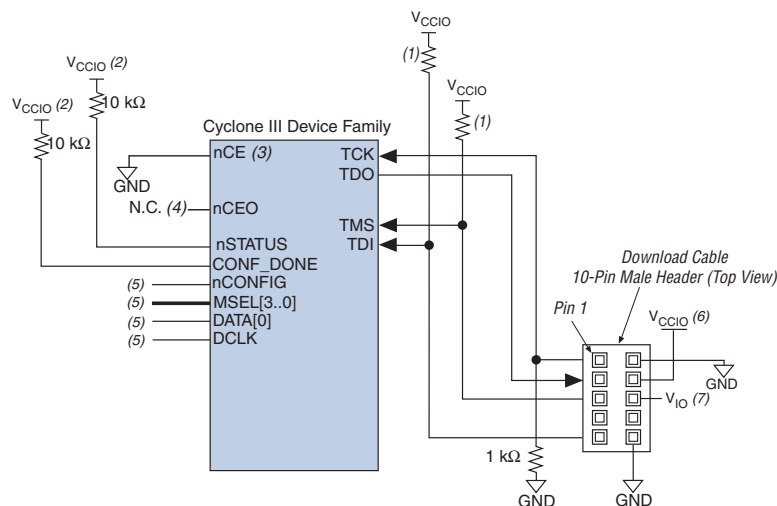 VCCIO
(1)
VCCIO (2)
10 kΩ
VCCIO (2)
10 kΩ
VCCIO
(1)
Cyclone III Device Family
nCE (3)
GND
N.C. (4)
nCEO
nSTATUS
CONF_DONE
(5)
nCONFIG
(5)
MSEL[3..0]
(5)
DATA[0]
(5)
DCLK
TCK
TDO
TMS
TDI
Download Cable
10-Pin Male Header (Top View)
Pin 1
VCCIO (6)
GND
VIO (7)
1 kΩ
GND
GND